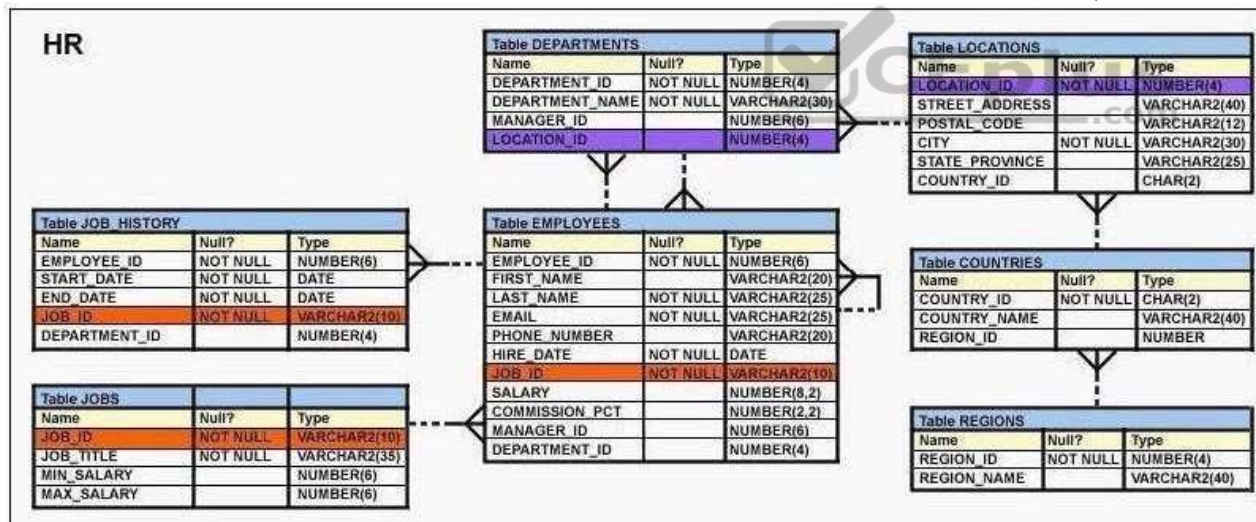 HR
Table DEPARTMENTS
Name Null? Type
DEPARTMENT_ID NOT NULL NUMBER(4)
DEPARTMENT_NAME NOT NULL VARCHAR2(30)
MANAGER_ID NUMBER(6)
LOCATION_ID NUMBER(4)
Table LOCATIONS
Name Null? Type
LOCATION_ID NOT NULL NUMBER(4)
STREET_ADDRESS VARCHAR2(40)
POSTAL_CODE VARCHAR2(12)
CITY NOT NULL VARCHAR2(30)
STATE_PROVINCE VARCHAR2(25)
COUNTRY_ID CHAR(2)
Table JOB_HISTORY
Name Null? Type
EMPLOYEE_ID NOT NULL NUMBER(6)
START_DATE NOT NULL DATE
END_DATE NOT NULL DATE
JOB_ID NOT NULL VARCHAR2(10)
DEPARTMENT_ID NUMBER(4)
Table EMPLOYEES
Name Null? Type
EMPLOYEE_ID NOT NULL NUMBER(6)
FIRST_NAME VARCHAR2(20)
LAST_NAME NOT NULL VARCHAR2(25)
EMAIL NOT NULL VARCHAR2(25)
PHONE_NUMBER VARCHAR2(20)
HIRE_DATE NOT NULL DATE
JOB_ID NOT NULL VARCHAR2(10)
SALARY NUMBER(8,2)
COMMISSION_PCT NUMBER(2,2)
MANAGER_ID NUMBER(6)
DEPARTMENT_ID NUMBER(4)
Table COUNTRIES
Name Null? Type
COUNTRY_ID NOT NULL CHAR(2)
COUNTRY_NAME VARCHAR2(40)
REGION_ID NUMBER
Table JOBS
Name Null? Type
JOB_ID NOT NULL VARCHAR2(10)
JOB_TITLE NOT NULL VARCHAR2(35)
MIN_SALARY NUMBER(6)
MAX_SALARY NUMBER(6)
Table REGIONS
Name Null? Type
REGION_ID NOT NULL NUMBER(4)
REGION_NAME VARCHAR2(40)